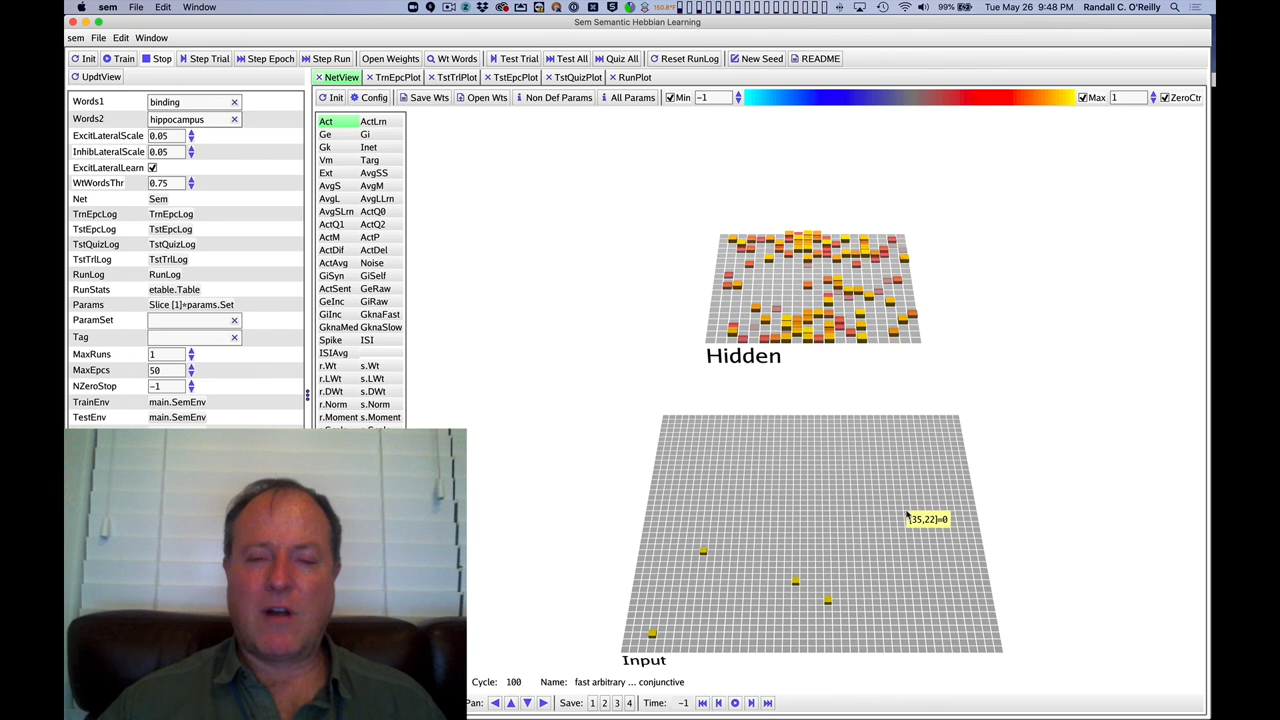 sem File Edit Window 150.8°F 99% Tue May 26 9:48 PM Randall C. O'Reilly
Sem Semantic Hebbian Learning
sem File Edit Window
Init Train Stop Step Trial Step Epoch Step Run Open Weights Wt Words Test Trial Test All Quiz All Reset RunLog New Seed README
UpdtView NetView TrnEpcPlot TstTrlPlot TstEpcPlot TstQuizPlot RunPlot
Init Config Save Wts Open Wts Non Def Params All Params Min -1 Max 1 ZeroCtr
Words1 binding
Words2 hippocampus
ExcitLateralScale 0.05
InhibLateralScale 0.05
ExcitLateralLearn
WtWordsThr 0.75
Net Sem
TrnEpcLog TrnEpcLog
TstEpcLog TstEpcLog
TstQuizLog TstQuizLog
TstTrlLog TstTrlLog
RunLog RunLog
RunStats etable.Table
Params Slice [1]+params.Set
ParamSet
Tag
MaxRuns 1
MaxEpcs 50
NZeroStop -1
TrainEnv main.SemEnv
TestEnv main.SemEnv
Act ActLrn
Ge Gi
Gk Inet
Vm Targ
Ext AvgSS
AvgS AvgM
AvgL AvgLLrn
AvgSLrn ActQ0
ActQ1 ActQ2
ActM ActP
ActDif ActDel
ActAvg Noise
GiSyn GiSelf
ActSent GeRaw
GeInc GiRaw
GiInc GknaFast
GknaMed GknaSlow
Spike ISI
ISIAvg
r.Wt s.Wt
r.LWt s.LWt
r.DWt s.DWt
r.Norm s.Norm
r.Moment s.Moment
Hidden
[35,22]=0
Input
Cycle: 100 Name: fast arbitrary ... conjunctive
Pan: Save: 1 2 3 4 Time: -1